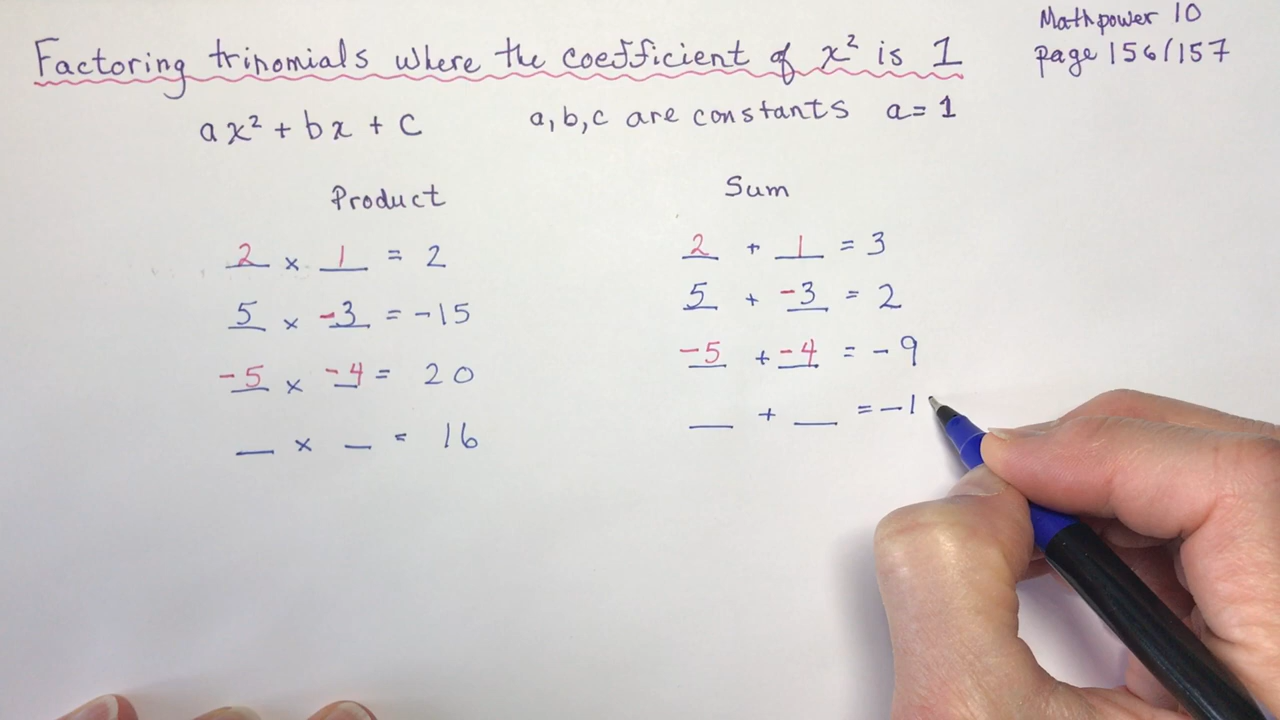 Mathpower 10
page 156/157
Factoring trinomials where the coefficient of x² is 1
ax² + bx + c a,b,c are constants a=1
Product Sum
2 × 1 = 2 2 + 1 = 3
5 × -3 = -15 5 + -3 = 2
-5 × -4 = 20 -5 + -4 = -9
__ × __ = 16 __ + __ = -1